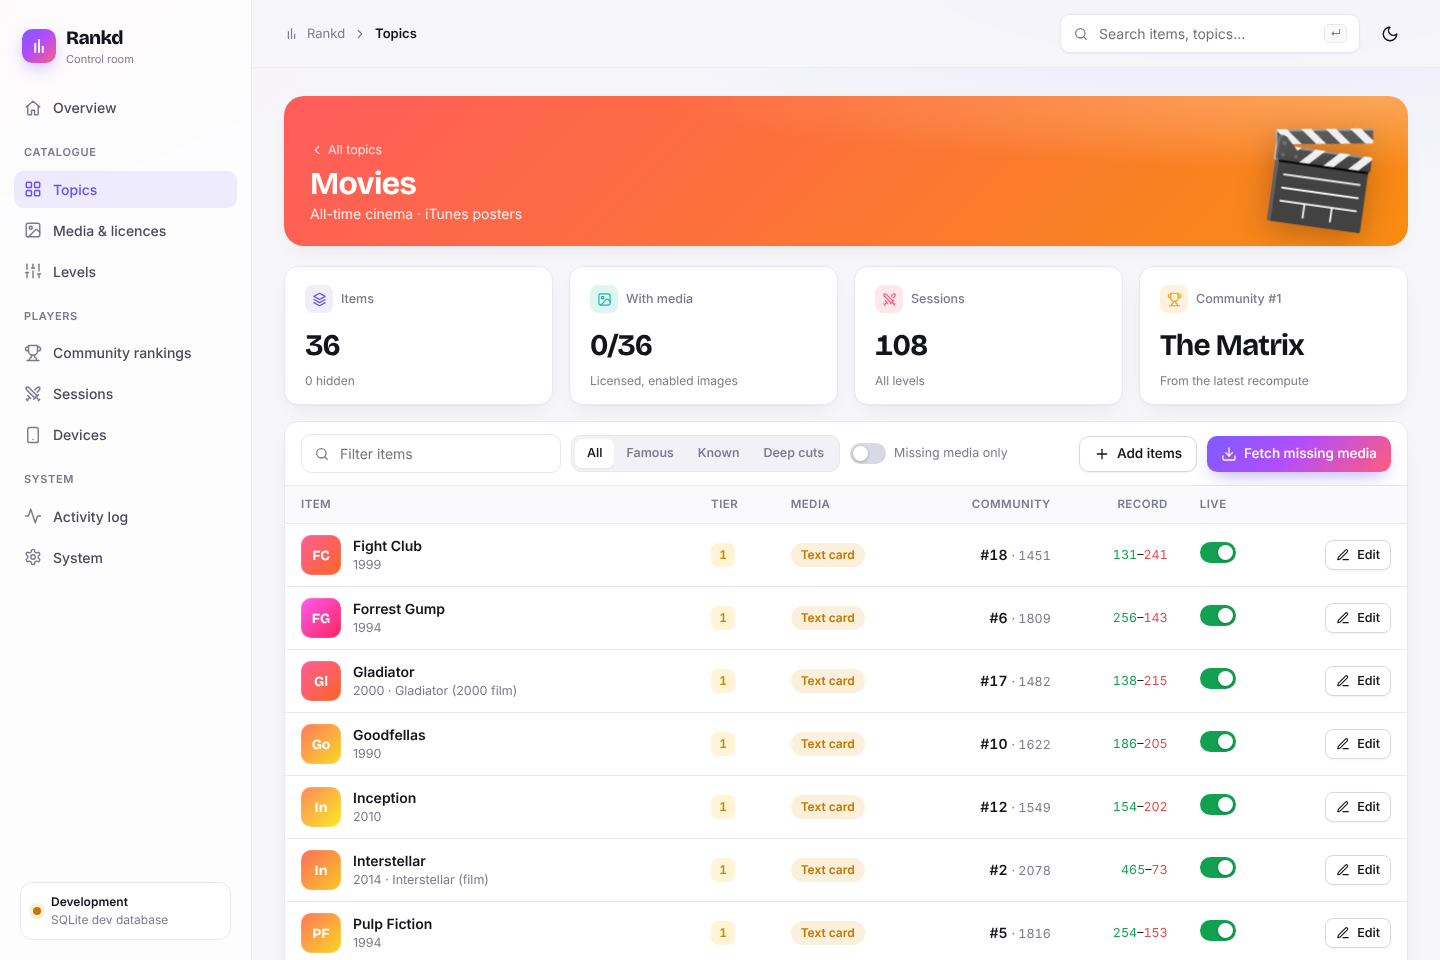 Rankd
Control room
Overview
CATALOGUE
Topics
Media & licences
Levels
PLAYERS
Community rankings
Sessions
Devices
SYSTEM
Activity log
System
Development
SQLite dev database
Rankd > Topics
Search items, topics...
All topics
Movies
All-time cinema · iTunes posters
Items
36
0 hidden
With media
0/36
Licensed, enabled images
Sessions
108
All levels
Community #1
The Matrix
From the latest recompute
Filter items
All Famous Known Deep cuts
Missing media only
Add items
Fetch missing media
ITEM TIER MEDIA COMMUNITY RECORD LIVE
FC Fight Club 1 Text card #18 · 1451 131–241 Edit
1999
FG Forrest Gump 1 Text card #6 · 1809 256–143 Edit
1994
Gl Gladiator 1 Text card #17 · 1482 138–215 Edit
2000 · Gladiator (2000 film)
Go Goodfellas 1 Text card #10 · 1622 186–205 Edit
1990
In Inception 1 Text card #12 · 1549 154–202 Edit
2010
In Interstellar 1 Text card #2 · 2078 465–73 Edit
2014 · Interstellar (film)
PF Pulp Fiction 1 Text card #5 · 1816 254–153 Edit
1994